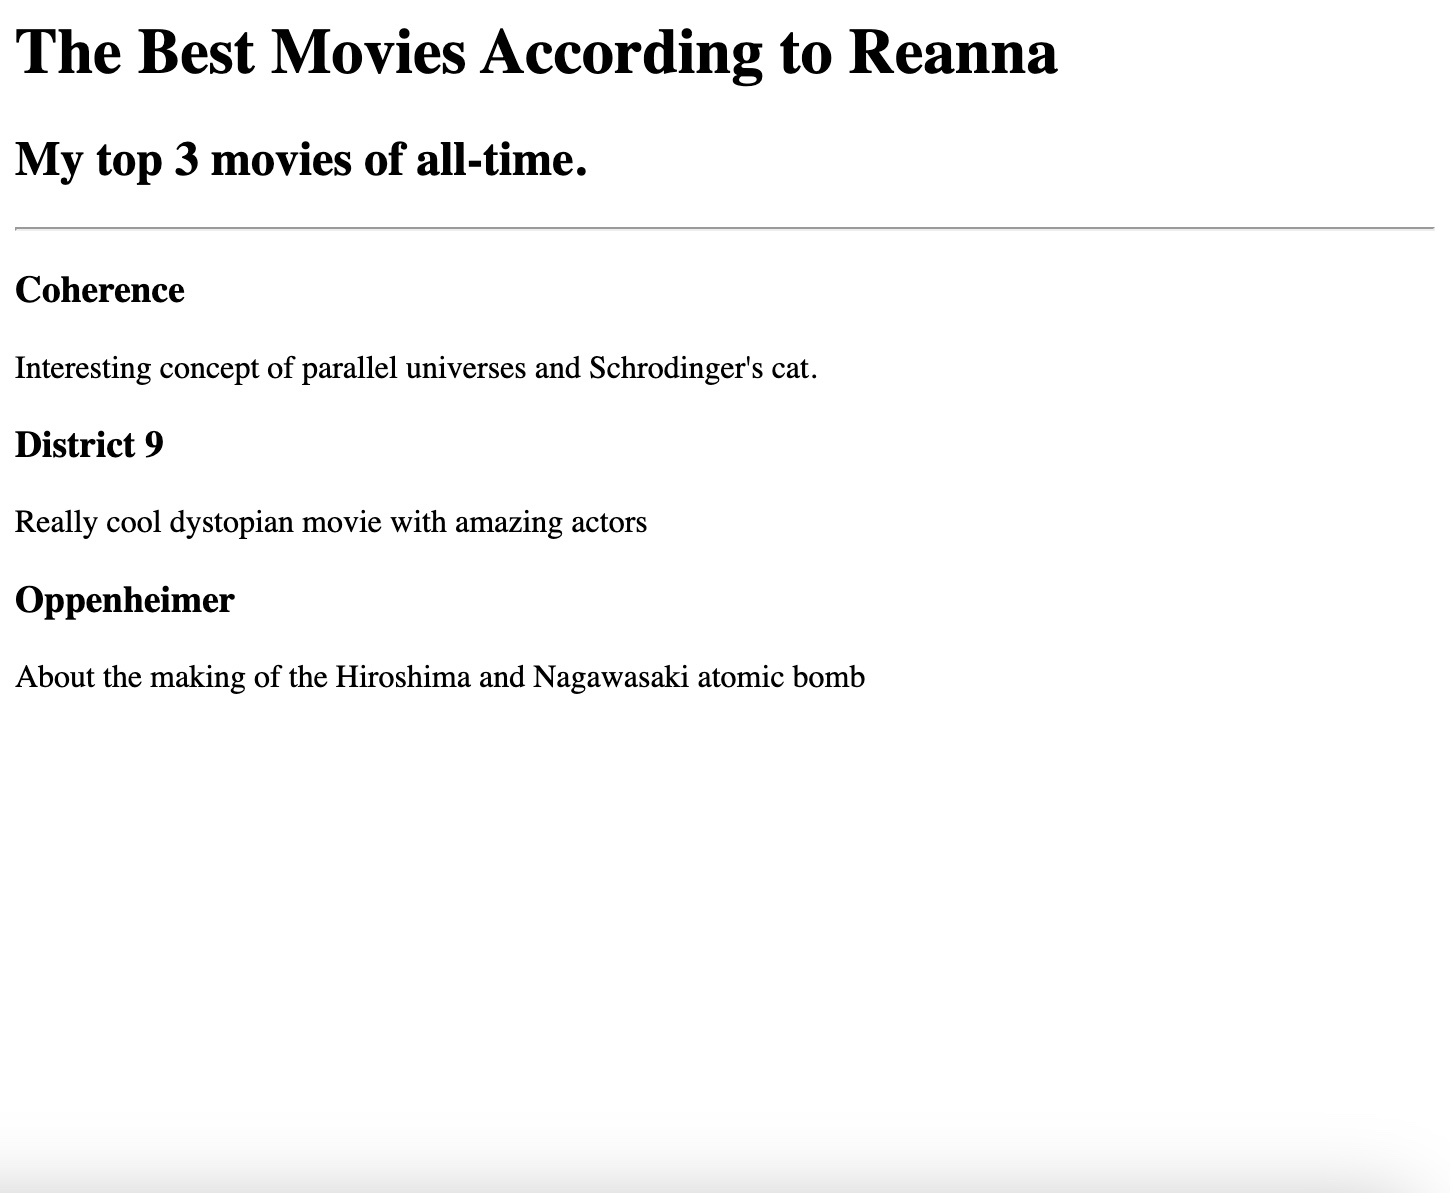 The Best Movies According to Reanna
My top 3 movies of all-time.
Coherence
Interesting concept of parallel universes and Schrodinger's cat.
District 9
Really cool dystopian movie with amazing actors
Oppenheimer
About the making of the Hiroshima and Nagawasaki atomic bomb